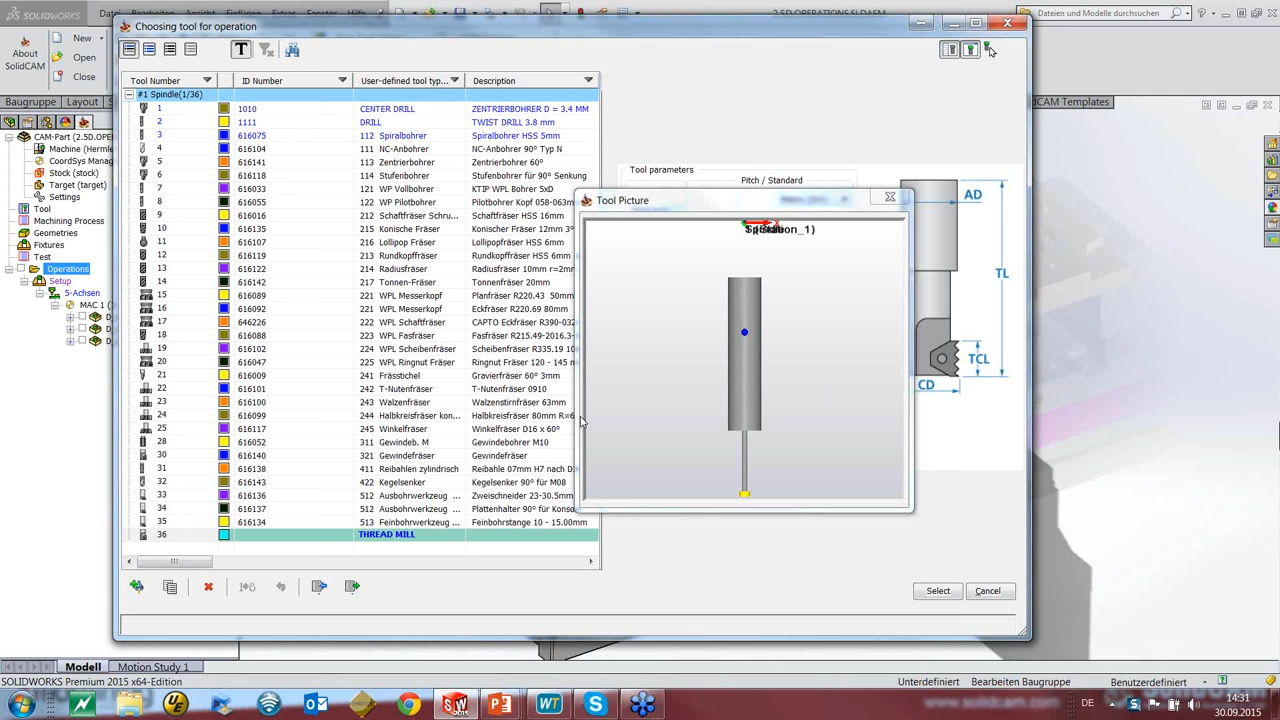 SOLIDWORKS
Datei Bearbeiten Ansicht Einfügen Extras Fenster Hilfe
2.5D.OPERATIONS.SLDASM
Dateien und Modelle durchsuchen
Choosing tool for operation
About
SolidCAM
New
Open
Close
Baugruppe Layout
CAM Templates
CAM-Part (2.5D.OPE
Machine (Hermle
CoordSys Manag
Stock (stock)
Target (target)
Settings
Tool
Machining Process
Geometries
Fixtures
Test
Operations
Setup
5-Achsen
MAC 1 (
Tool Number ID Number User-defined tool typ... Description
#1 Spindle(1/36)
1 1010 CENTER DRILL ZENTRIERBOHRER D = 3.4 MM
2 1111 DRILL TWIST DRILL 3.8 mm
3 616075 112 Spiralbohrer Spiralbohrer HSS 5mm
4 616104 111 NC-Anbohrer NC-Anbohrer 90° Typ N
5 616141 113 Zentrierbohrer Zentrierbohrer 60°
6 616118 114 Stufenbohrer Stufenbohrer für 90° Senkung
7 616033 121 WP Vollbohrer KTIP WPL Bohrer 5xD
8 616055 122 WP Pilotbohrer Pilotbohrer Kopf 058-063m
9 616016 212 Schaftfräser Schru... Schaftfräser HSS 16mm
10 616135 215 Konische Fräser Konischer Fräser 12mm 3°
11 616107 216 Lollipop Fräser Lollipopfräser HSS 6mm
12 616109 213 Rundkopffräser Rundkopffräser HSS 6mm
13 616122 214 Radiusfräser Radiusfräser 10mm r=2mm
14 616142 217 Tonnen-Fräser Tonnenfräser 20mm
15 616089 221 WPL Messerkopf Planfräser R220.43 50mm
16 616092 221 WPL Messerkopf Eckfräser R220.69 80mm
17 646226 222 WPL Schaftfräser CAPTO Eckfräser R390-032
18 616088 223 WPL Fasfräser Fasfräser R215.49-2016.3
19 616102 224 WPL Scheibenfräser Scheibenfräser R335.19 10
20 616047 225 WPL Ringnut Fräser Ringnut Fräser 120 - 145 m
21 616009 241 Frässtichel Gravierfräser 60° 3mm
22 616101 242 T-Nutenfräser T-Nutenfräser 0910
23 616100 243 Walzenfräser Walzenstirnfräser 63mm
24 616099 244 Halbkreisfräser kon... Halbkreisfräser 80mm R=6
25 616117 245 Winkelfräser Winkelfräser D16 x 60°
28 616052 311 Gewindeb. M Gewindebohrer M10
30 616040 321 Gewindefräser Gewindefräser
31 616138 411 Reibahlen zylindrisch Reibahle 07mm H7 nach D
32 616143 422 Kegelsenker Kegelsenker 90° für M08
33 616136 512 Ausbohrwerkzeug ... Zweischneider 23-30.5mm
34 616137 512 Ausbohrwerkzeug ... Plattenhalter 90° für Konso
35 616134 513 Feinbohrwerkzeug ... Feinbohrstange 10 - 15.00mm
36 THREAD MILL
Tool parameters
Pitch / Standard
Tool Picture
AD
TL
TCL
CD
Select Cancel
Modell Motion Study 1
SOLIDWORKS Premium 2015 x64-Edition
Unterdefiniert Bearbeiten Baugruppe Benutzerdefiniert
DE
14:31
30.09.2015